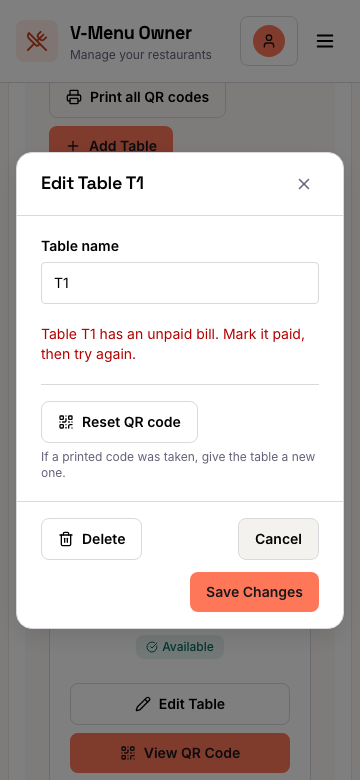 V-Menu Owner
Manage your restaurants
Print all QR codes
Add Table
Edit Table T1
Table name
T1
Table T1 has an unpaid bill. Mark it paid,
then try again.
Reset QR code
If a printed code was taken, give the table a new
one.
Delete
Cancel
Save Changes
Available
Edit Table
View QR Code